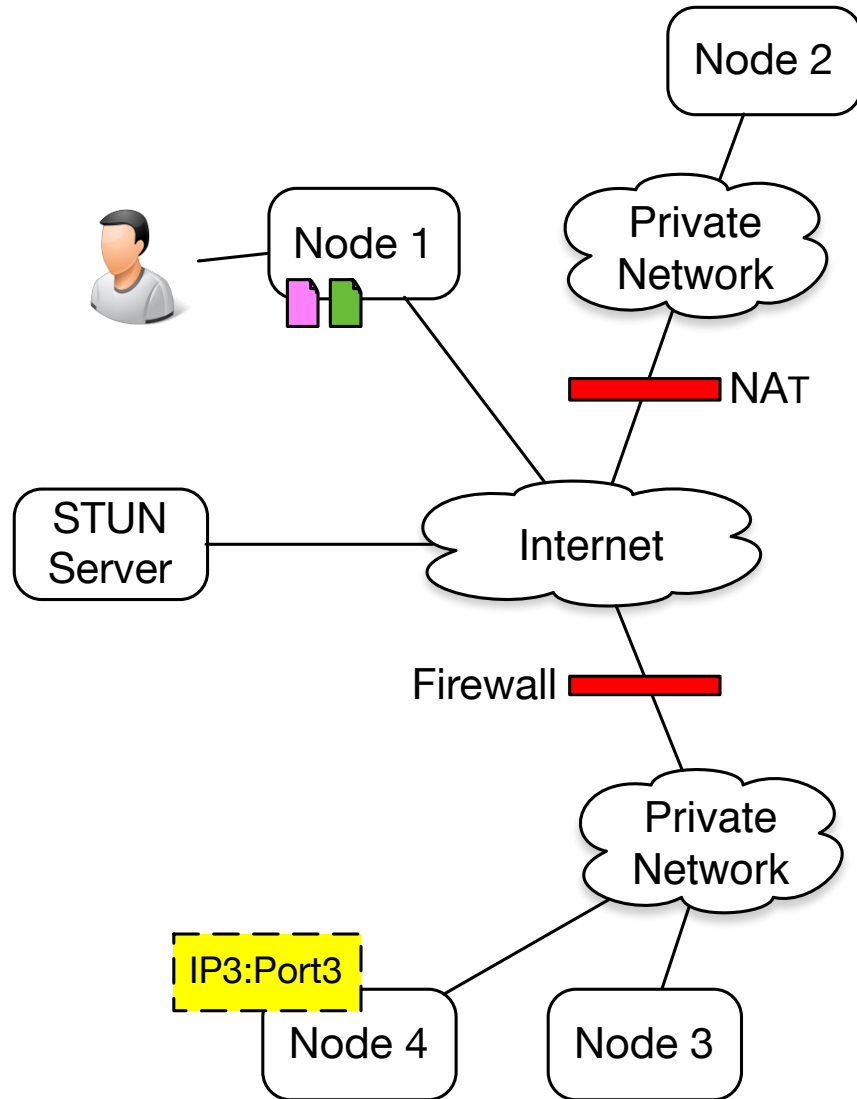 Node 2
Private
Network
Node 1
NAT
STUN
Server
Internet
Firewall
Private
Network
IP3:Port3
Node 4
Node 3